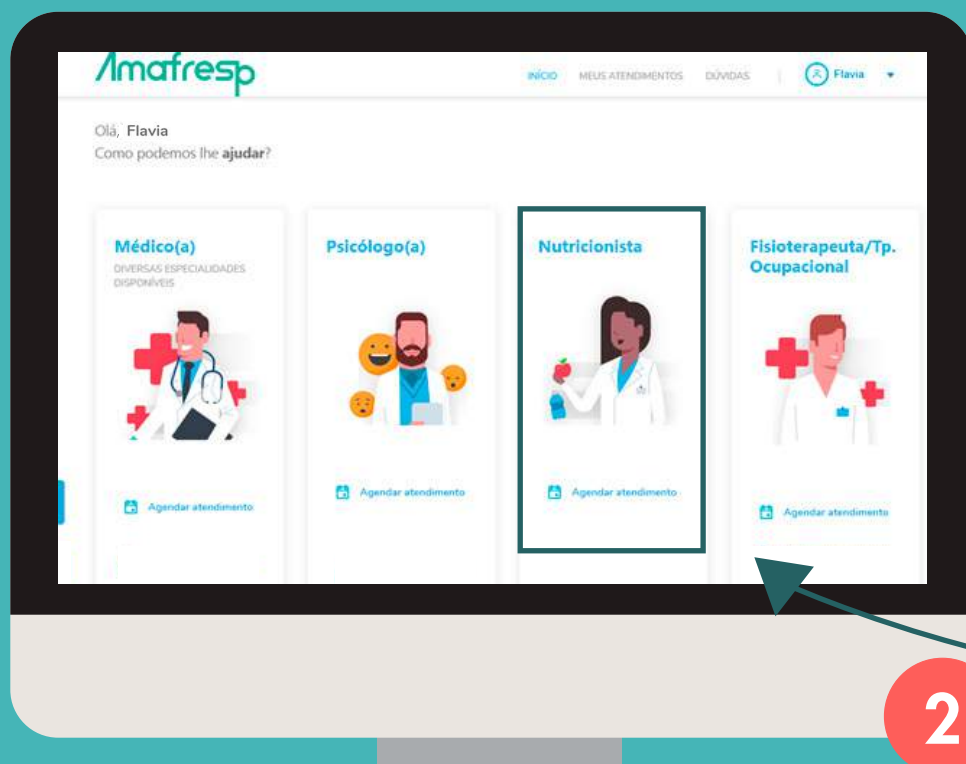 Amafresp
INÍCIO MEUS ATENDIMENTOS DÚVIDAS Flavia
Olá, Flavia
Como podemos lhe ajudar?
Médico(a)
DIVERSAS ESPECIALIDADES
DISPONÍVEIS
Agendar atendimento
Psicólogo(a)
Agendar atendimento
Nutricionista
Agendar atendimento
Fisioterapeuta/Tp.
Ocupacional
Agendar atendimento
2